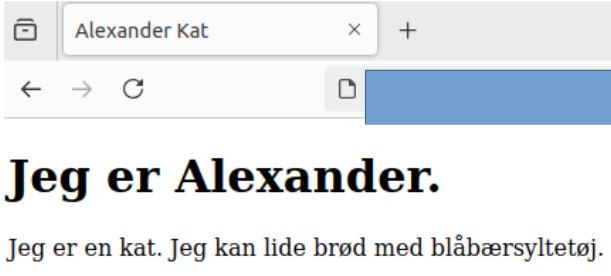 Alexander Kat
Jeg er Alexander.
Jeg er en kat. Jeg kan lide brød med blåbærsyltetøj.